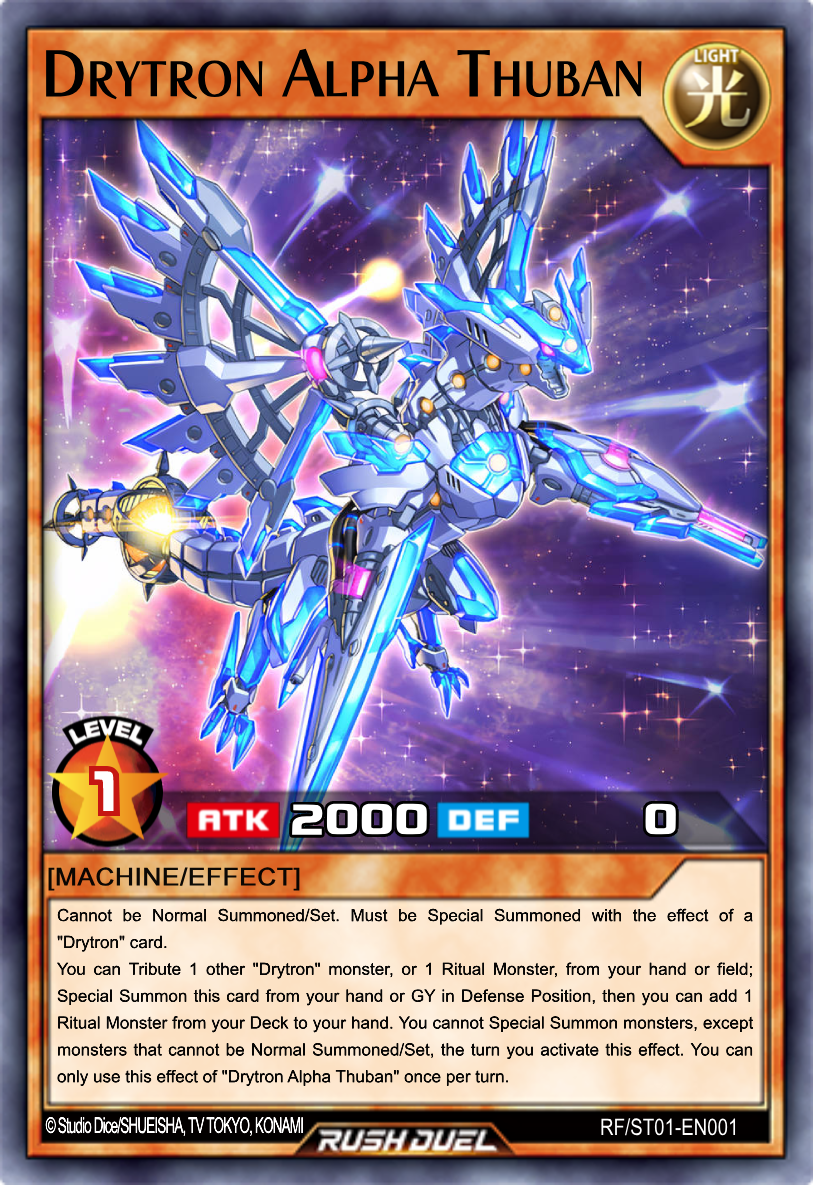 DRYTRON ALPHA THUBAN
LIGHT
光
LEVEL
1
ATK 2000 DEF 0
[MACHINE/EFFECT]
Cannot be Normal Summoned/Set. Must be Special Summoned with the effect of a
"Drytron" card.
You can Tribute 1 other "Drytron" monster, or 1 Ritual Monster, from your hand or field;
Special Summon this card from your hand or GY in Defense Position, then you can add 1
Ritual Monster from your Deck to your hand. You cannot Special Summon monsters, except
monsters that cannot be Normal Summoned/Set, the turn you activate this effect. You can
only use this effect of "Drytron Alpha Thuban" once per turn.
© Studio Dice/SHUEISHA, TV TOKYO, KONAMI
RUSH DUEL
RF/ST01-EN001